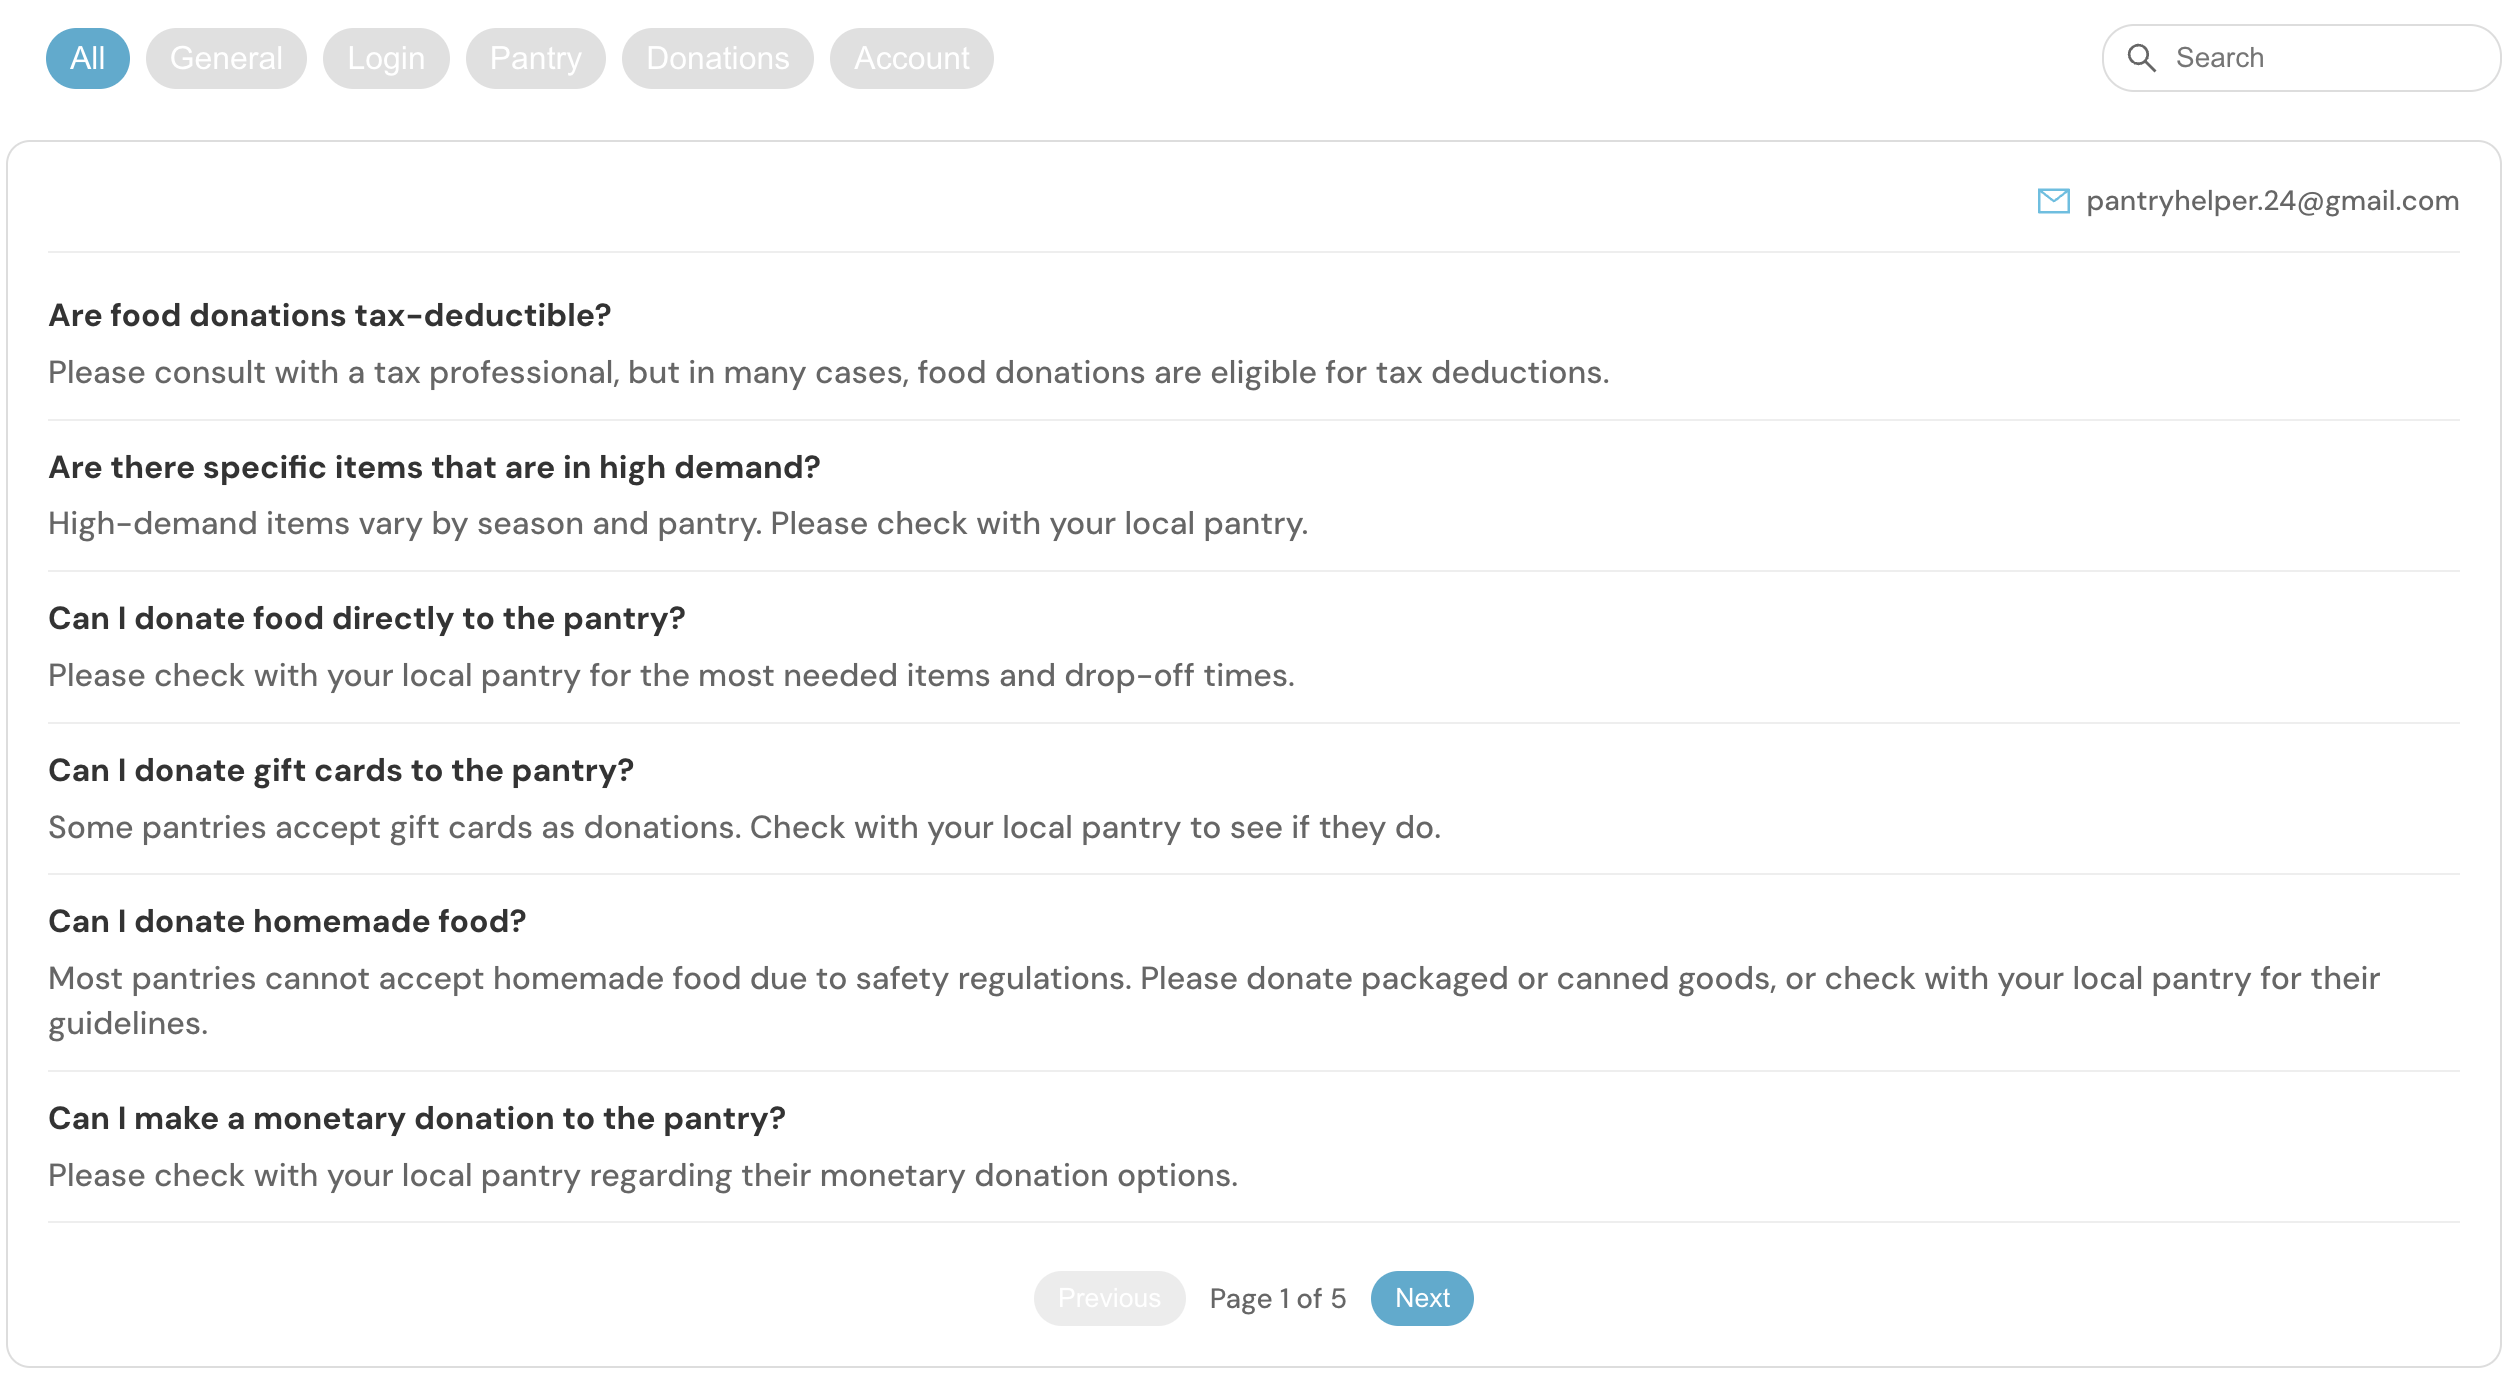 All General Login Pantry Donations Account Search
pantryhelper.24@gmail.com
Are food donations tax-deductible?
Please consult with a tax professional, but in many cases, food donations are eligible for tax deductions.
Are there specific items that are in high demand?
High-demand items vary by season and pantry. Please check with your local pantry.
Can I donate food directly to the pantry?
Please check with your local pantry for the most needed items and drop-off times.
Can I donate gift cards to the pantry?
Some pantries accept gift cards as donations. Check with your local pantry to see if they do.
Can I donate homemade food?
Most pantries cannot accept homemade food due to safety regulations. Please donate packaged or canned goods, or check with your local pantry for their
guidelines.
Can I make a monetary donation to the pantry?
Please check with your local pantry regarding their monetary donation options.
Previous Page 1 of 5 Next